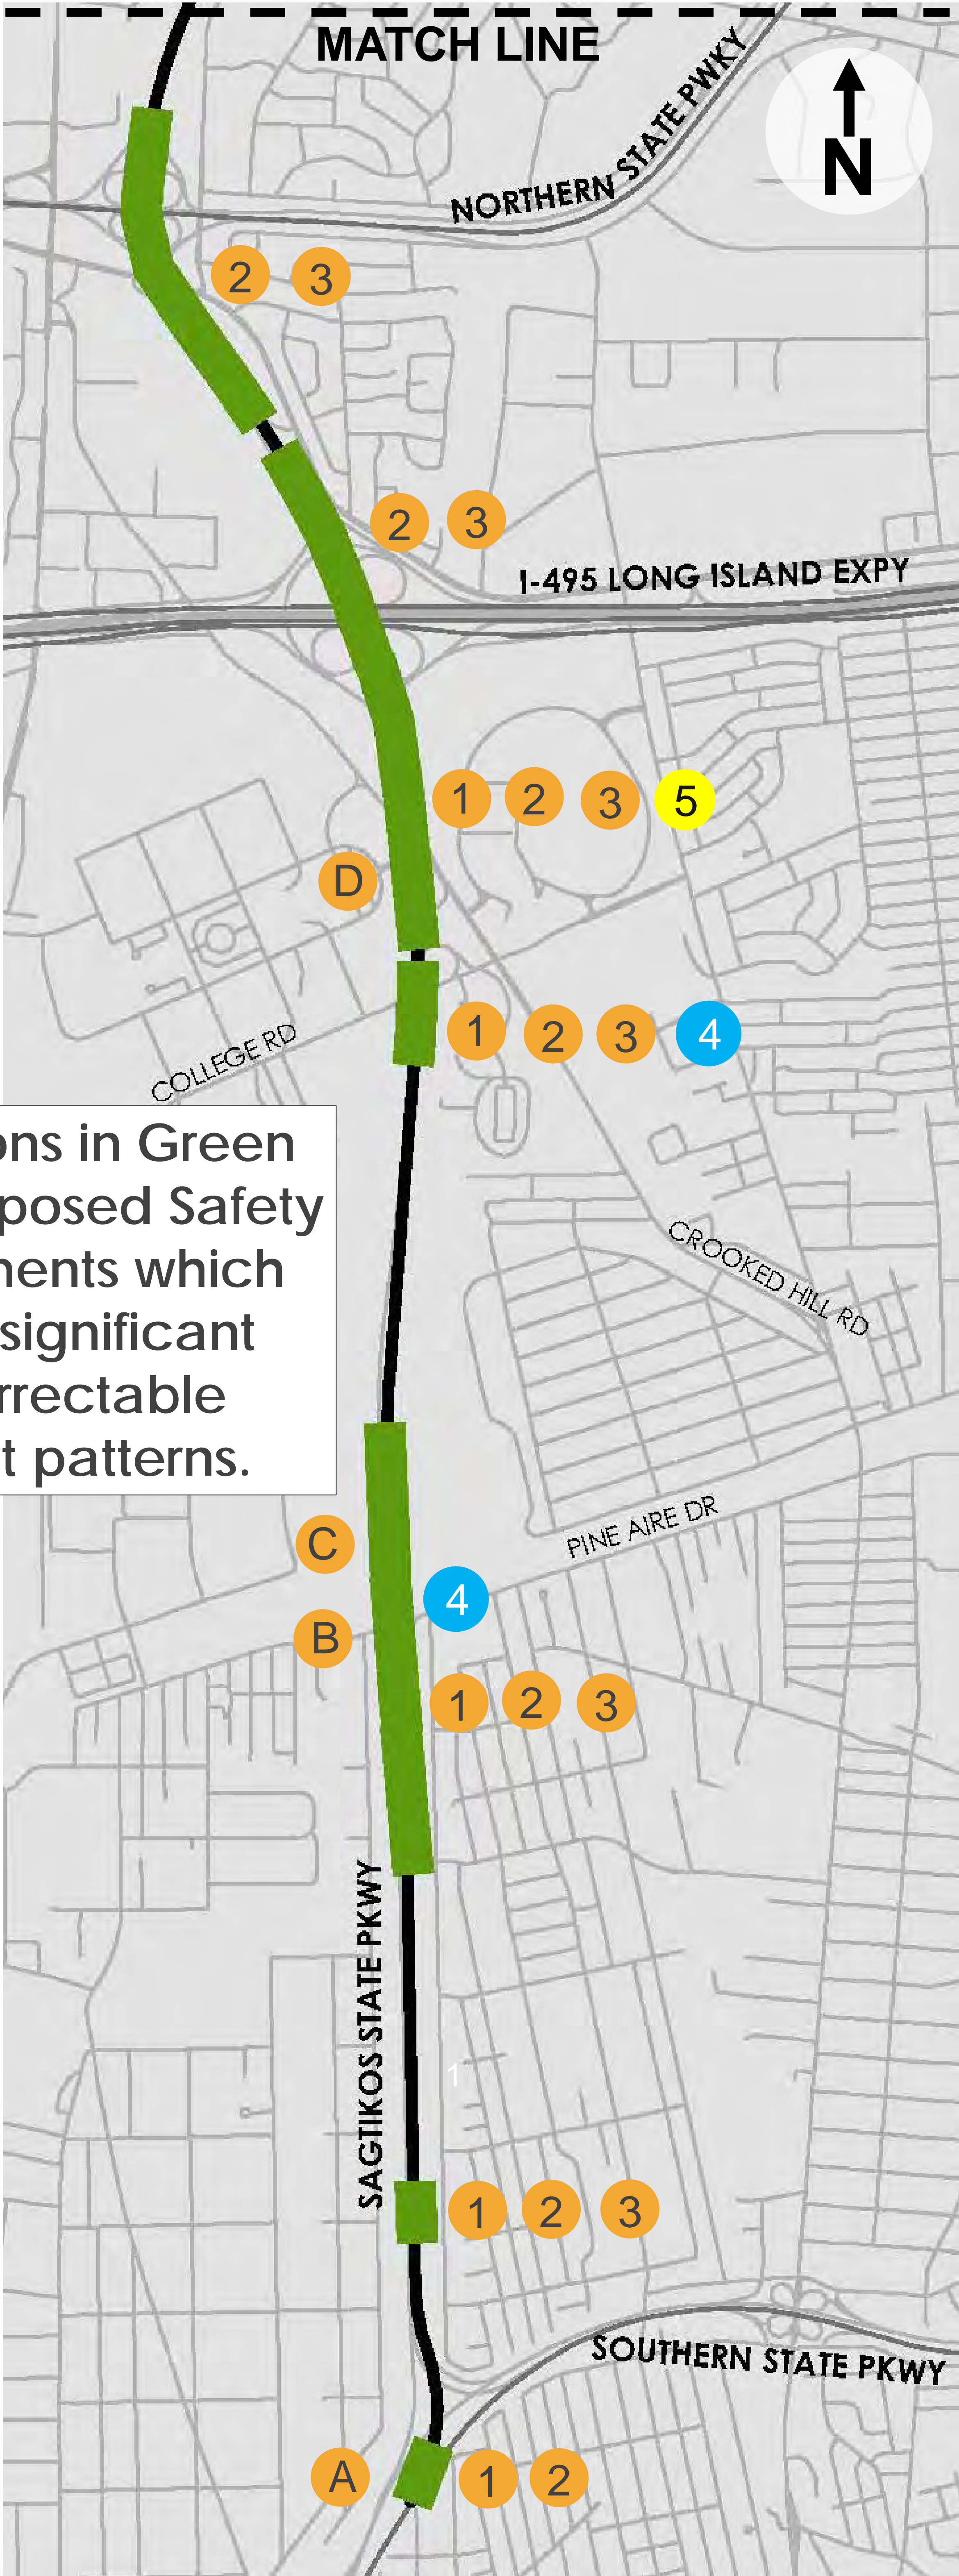 MATCH LINE
NORTHERN STATE PWKY
N
2 3
2 3
I-495 LONG ISLAND EXPY
1 2 3 5
D
1 2 3 4
COLLEGE RD
ons in Green
posed Safety
nents which
significant
rrectable
t patterns.
CROOKED HILL RD
PINE AIRE DR
C
4
B
1 2 3
SAGTIKOS STATE PKWY
1
1 2 3
SOUTHERN STATE PKWY
A 1 2